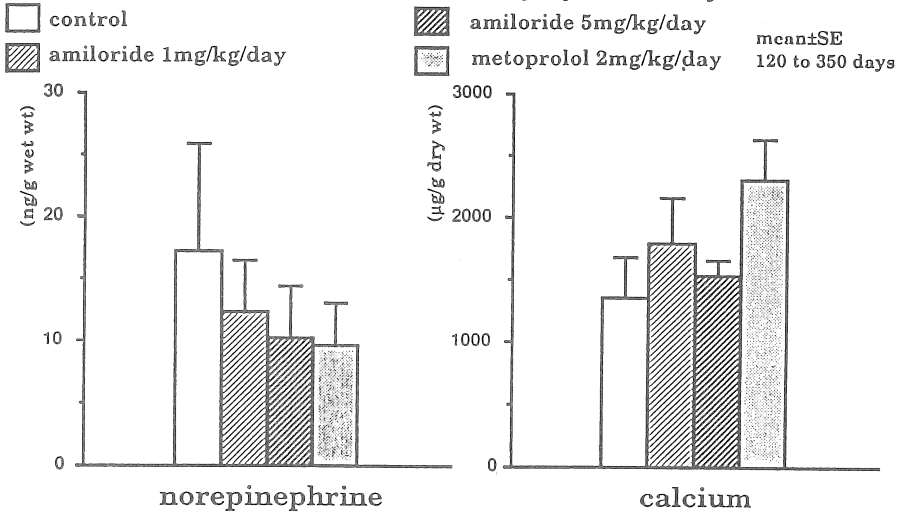 control
amiloride 1mg/kg/day
amiloride 5mg/kg/day
metoprolol 2mg/kg/day
mean±SE
120 to 350 days
(ng/g wet wt)
30
20
10
0
norepinephrine
(µg/g dry wt)
3000
2000
1000
0
calcium